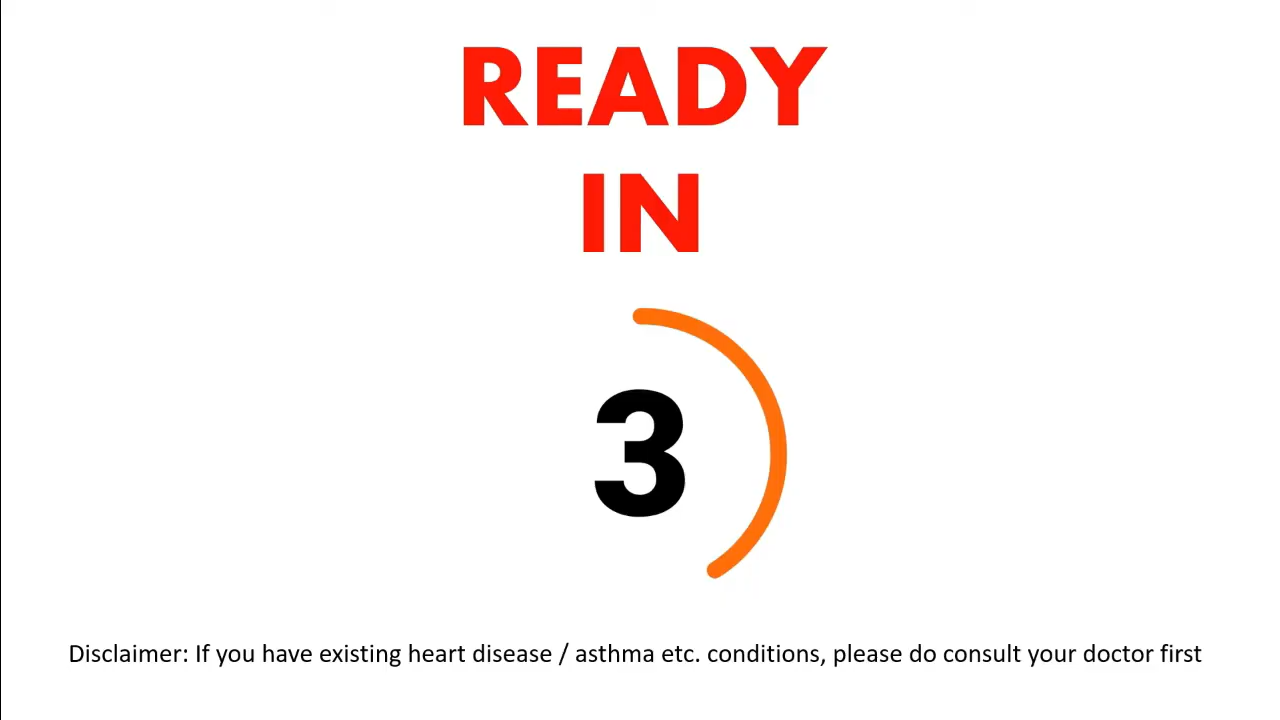 READY
IN
3
Disclaimer: If you have existing heart disease / asthma etc. conditions, please do consult your doctor first